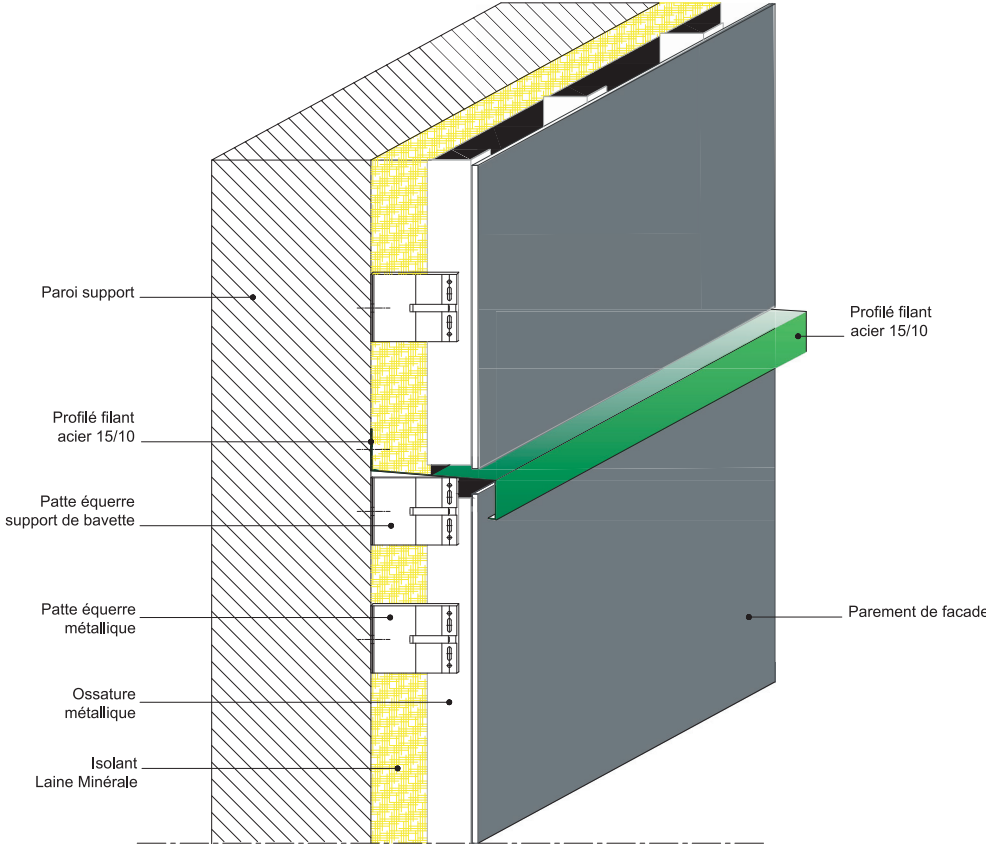 Paroi support
Profilé filant
acier 15/10
Profilé filant
acier 15/10
Patte équerre
support de bavette
Patte équerre
métallique
Parement de facade
Ossature
métallique
Isolant
Laine Minérale